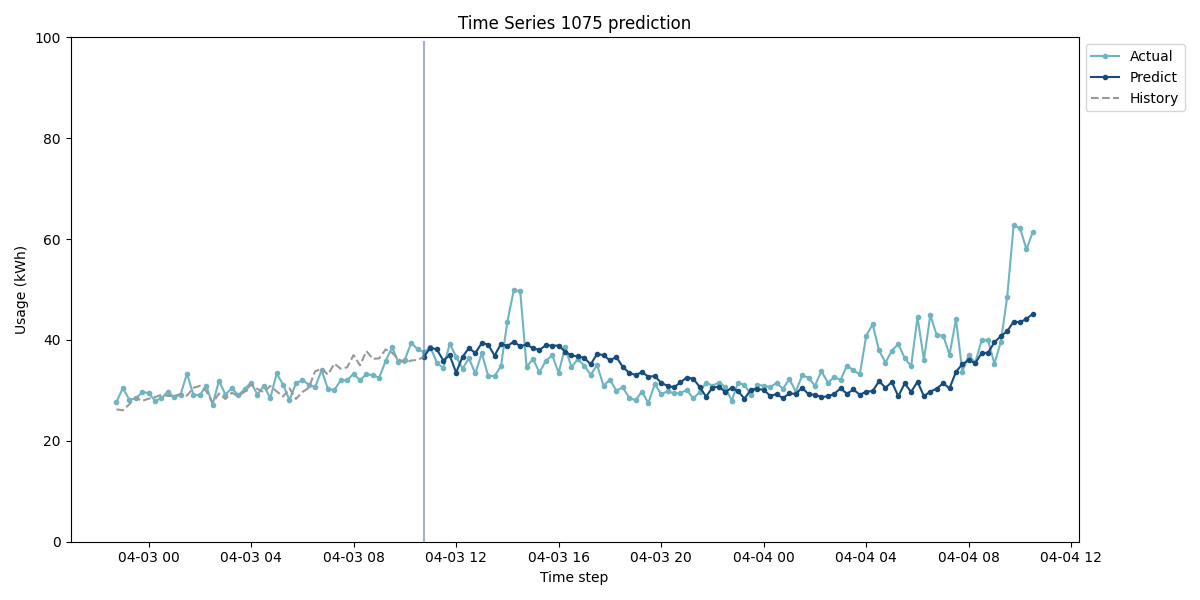 Time Series 1075 prediction
100
80
60
40
20
0
Usage (kWh)
04-03 00 04-03 04 04-03 08 04-03 12 04-03 16 04-03 20 04-04 00 04-04 04 04-04 08 04-04 12
Time step
Actual
Predict
History